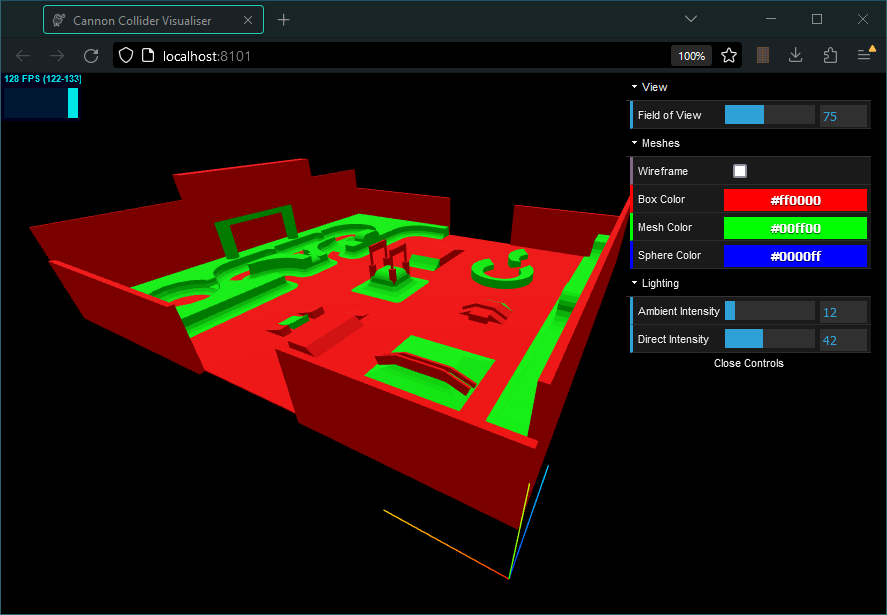 Cannon Collider Visualiser
localhost:8101
100%
128 FPS (122-133)
View
Field of View 75
Meshes
Wireframe
Box Color #ff0000
Mesh Color #00ff00
Sphere Color #0000ff
Lighting
Ambient Intensity 12
Direct Intensity 42
Close Controls